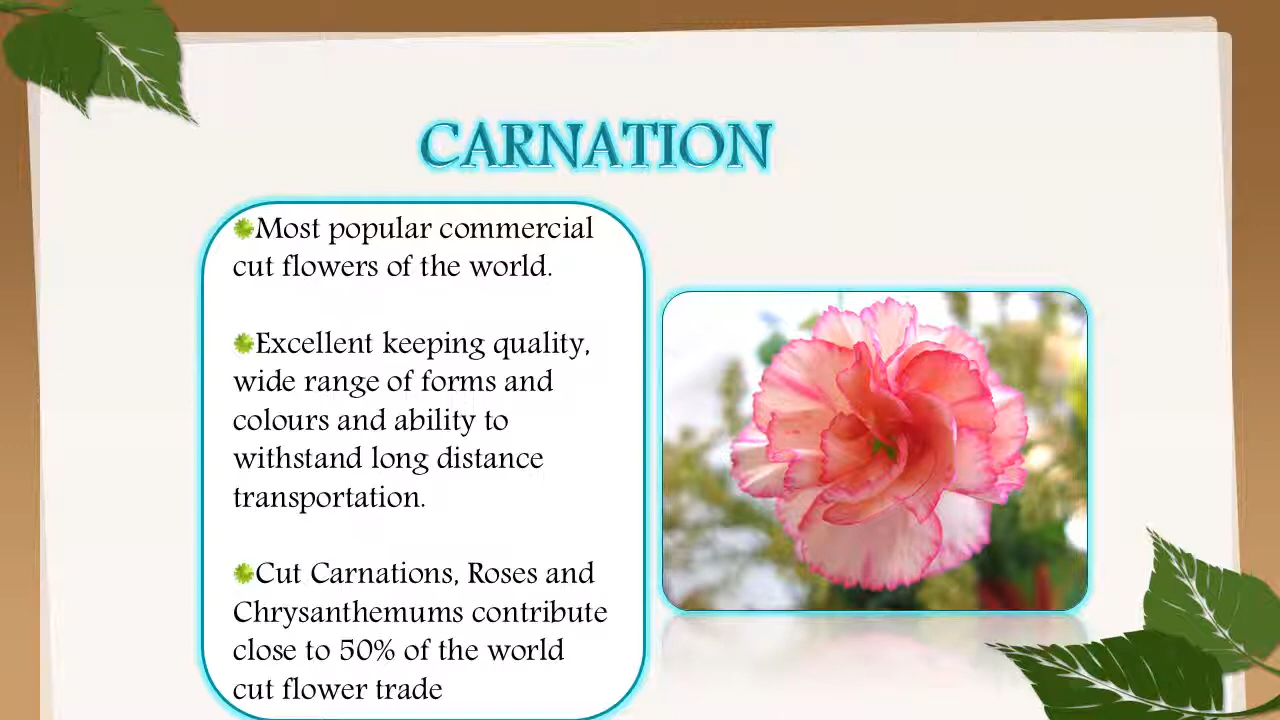 CARNATION
Most popular commercial
cut flowers of the world.
Excellent keeping quality,
wide range of forms and
colours and ability to
withstand long distance
transportation.
Cut Carnations, Roses and
Chrysanthemums contribute
close to 50% of the world
cut flower trade